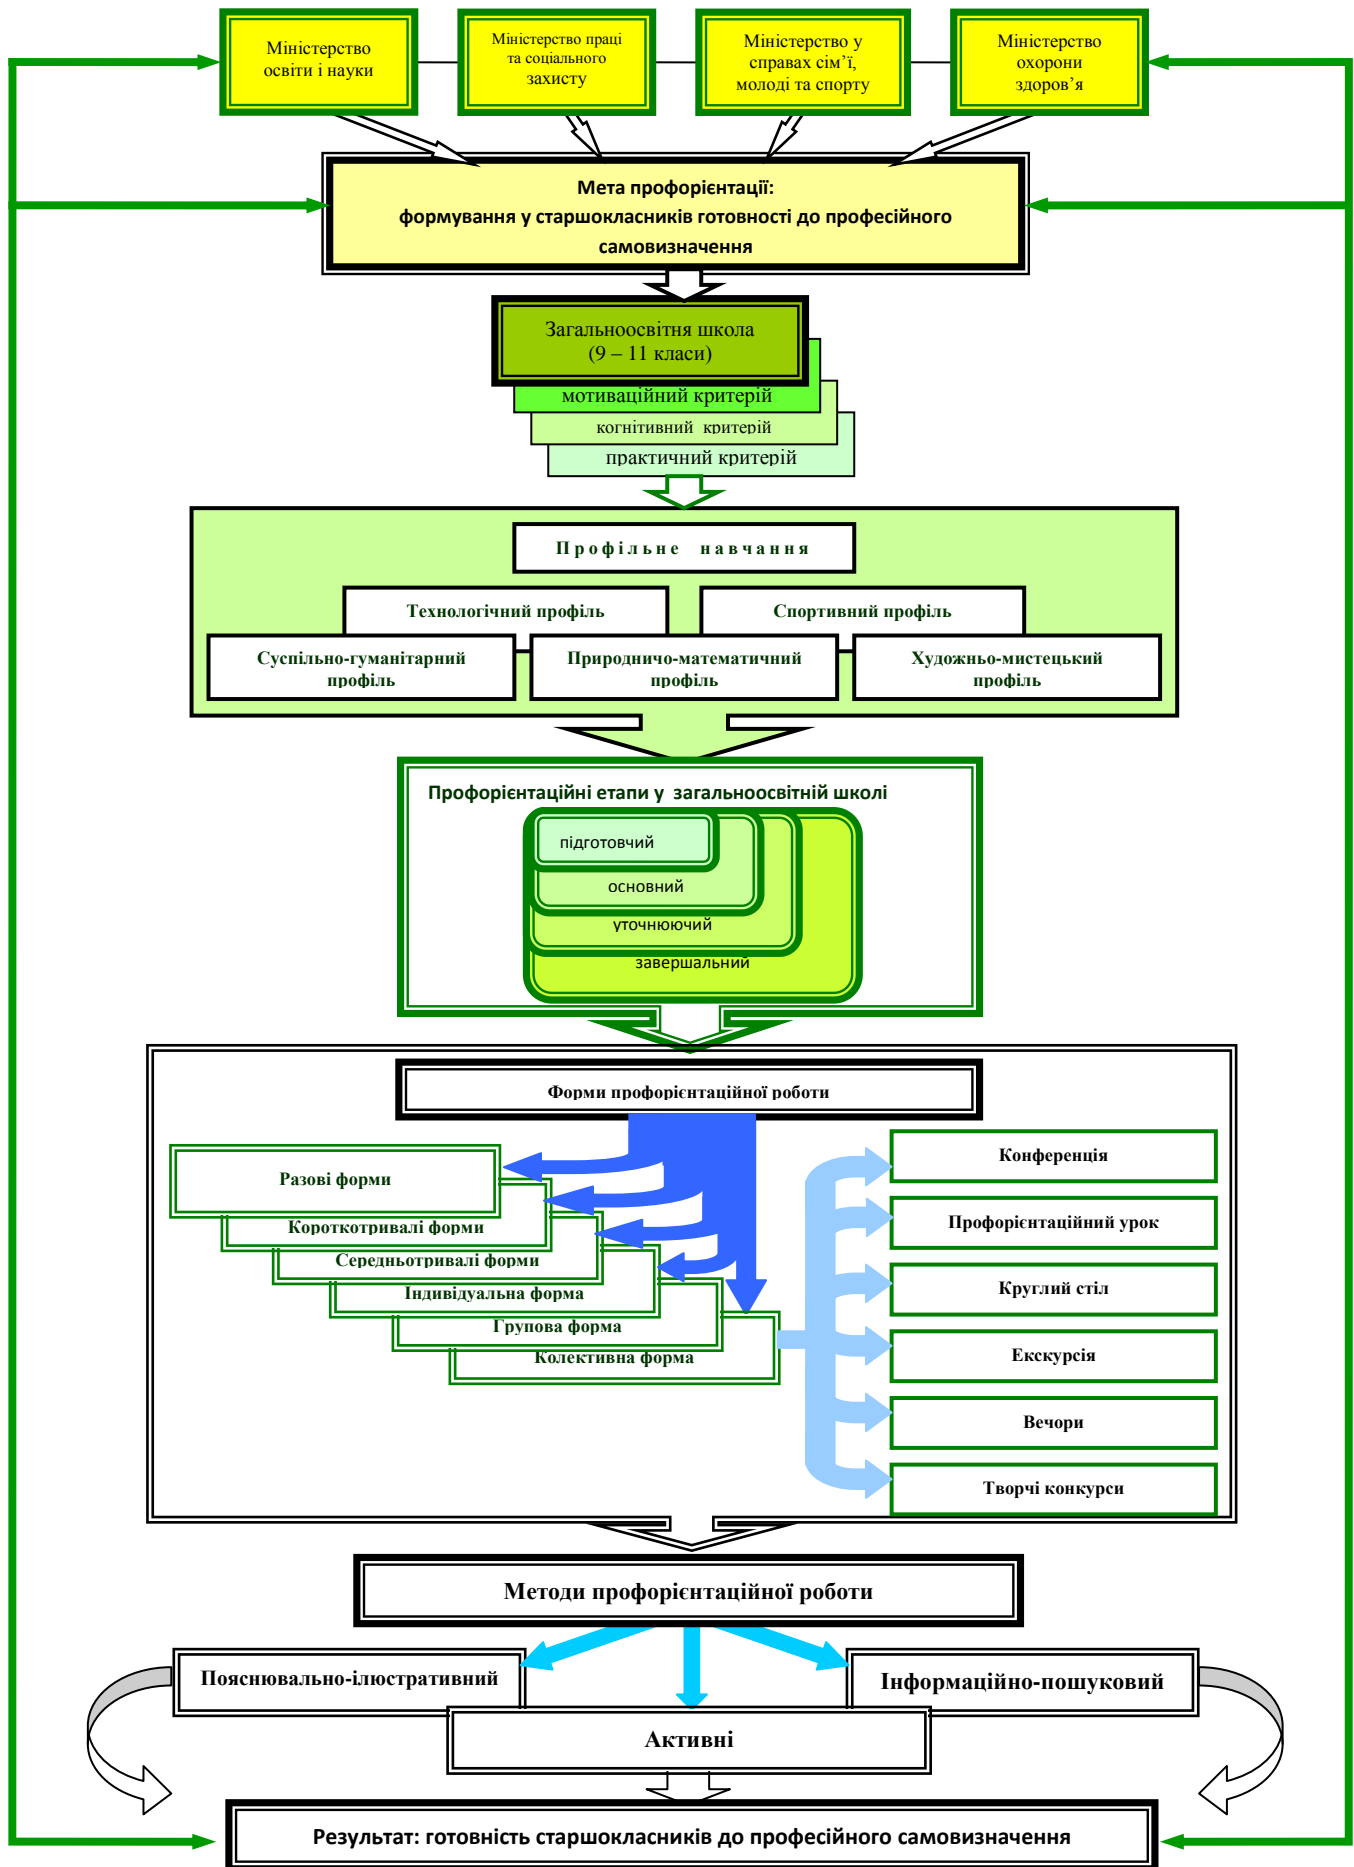 Міністерство
освіти і науки
Міністерство праці
та соціального
захисту
Міністерство у
справах сім’ї,
молоді та спорту
Міністерство
охорони
здоров’я
Мета профорієнтації:
формування у старшокласників готовності до професійного
самовизначення
Загальноосвітня школа
(9 – 11 класи)
мотиваційний критерій
когнітивний критерій
практичний критерій
Профільне навчання
Технологічний профіль
Спортивний профіль
Суспільно-гуманітарний
профіль
Природничо-математичний
профіль
Художньо-мистецький
профіль
Профорієнтаційні етапи у загальноосвітній школі
підготовчий
основний
уточнюючий
завершальний
Форми профорієнтаційної роботи
Разові форми
Короткотривалі форми
Середньотривалі форми
Індивідуальна форма
Групова форма
Колективна форма
Конференція
Профорієнтаційний урок
Круглий стіл
Екскурсія
Вечори
Творчі конкурси
Методи профорієнтаційної роботи
Пояснювально-ілюстративний
Інформаційно-пошуковий
Активні
Результат: готовність старшокласників до професійного самовизначення